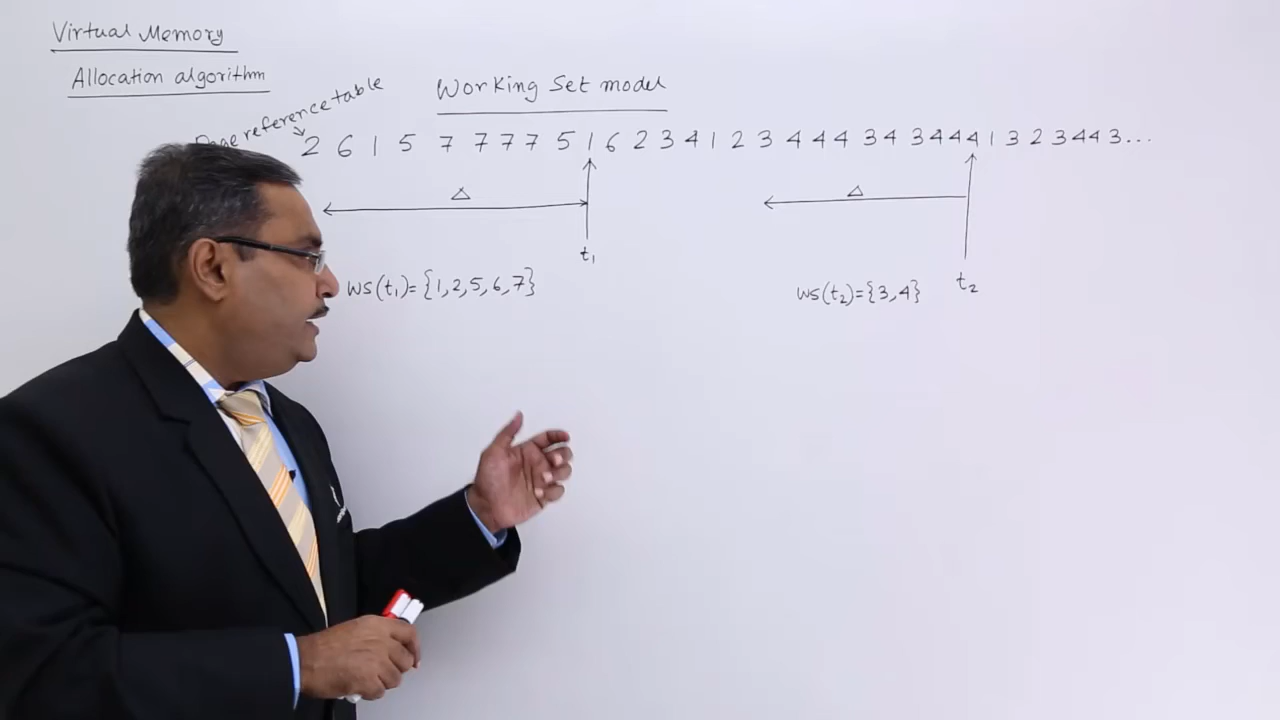 Virtual Memory
Allocation algorithm
Working Set model
Page reference table
2 6 1 5 7 7 7 7 5 1 6 2 3 4 1 2 3 4 4 4 3 4 3 4 4 4 1 3 2 3 4 4 3...
Δ
Δ
t₁
WS(t₁)={1,2,5,6,7}
WS(t₂)={3,4}
t₂